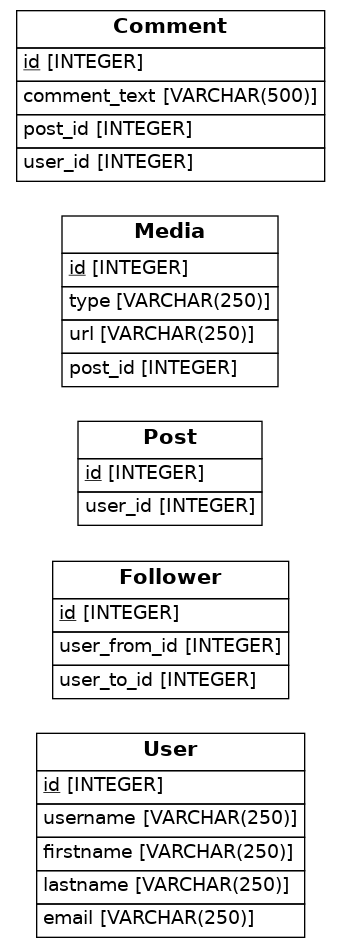 Comment
id [INTEGER]
comment_text [VARCHAR(500)]
post_id [INTEGER]
user_id [INTEGER]
Media
id [INTEGER]
type [VARCHAR(250)]
url [VARCHAR(250)]
post_id [INTEGER]
Post
id [INTEGER]
user_id [INTEGER]
Follower
id [INTEGER]
user_from_id [INTEGER]
user_to_id [INTEGER]
User
id [INTEGER]
username [VARCHAR(250)]
firstname [VARCHAR(250)]
lastname [VARCHAR(250)]
email [VARCHAR(250)]